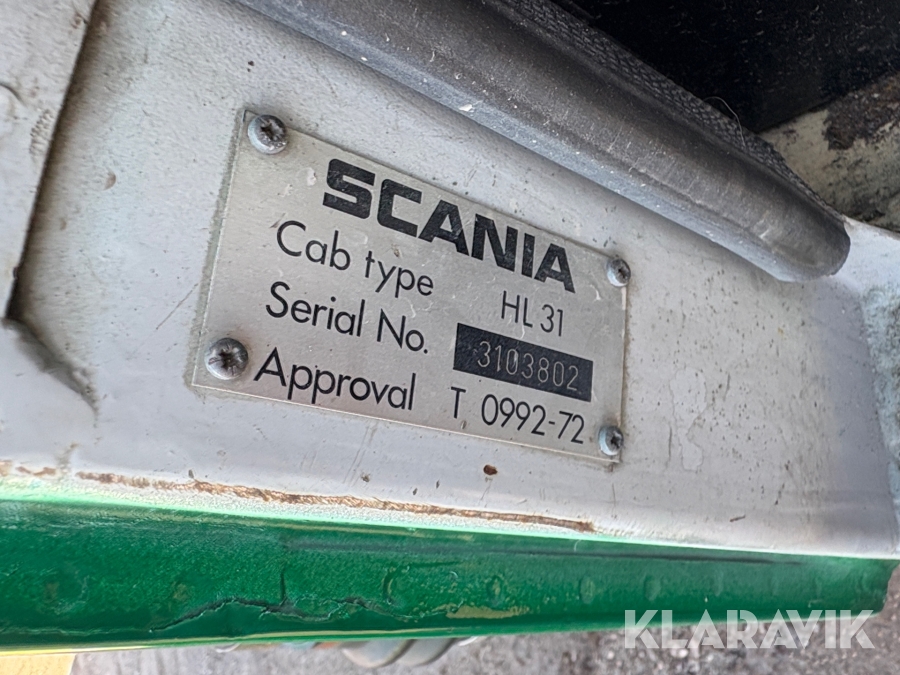 SCANIA
Cab type HL 31
Serial No. 3103802
Approval T 0992-72
KLARAVIK